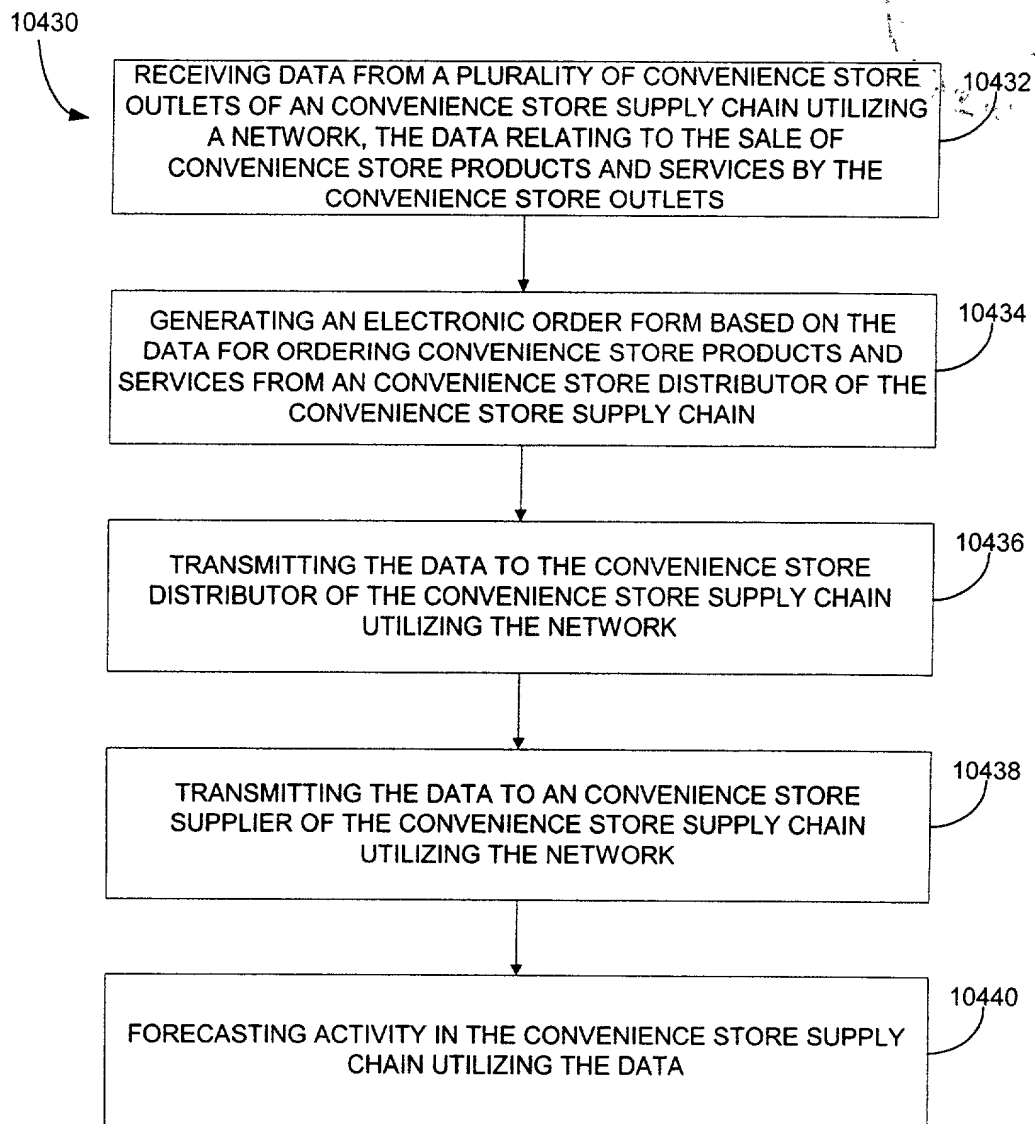 10430
RECEIVING DATA FROM A PLURALITY OF CONVENIENCE STORE
OUTLETS OF AN CONVENIENCE STORE SUPPLY CHAIN UTILIZING
A NETWORK, THE DATA RELATING TO THE SALE OF
CONVENIENCE STORE PRODUCTS AND SERVICES BY THE
CONVENIENCE STORE OUTLETS
10432
GENERATING AN ELECTRONIC ORDER FORM BASED ON THE
DATA FOR ORDERING CONVENIENCE STORE PRODUCTS AND
SERVICES FROM AN CONVENIENCE STORE DISTRIBUTOR OF THE
CONVENIENCE STORE SUPPLY CHAIN
10434
TRANSMITTING THE DATA TO THE CONVENIENCE STORE
DISTRIBUTOR OF THE CONVENIENCE STORE SUPPLY CHAIN
UTILIZING THE NETWORK
10436
TRANSMITTING THE DATA TO AN CONVENIENCE STORE
SUPPLIER OF THE CONVENIENCE STORE SUPPLY CHAIN
UTILIZING THE NETWORK
10438
FORECASTING ACTIVITY IN THE CONVENIENCE STORE SUPPLY
CHAIN UTILIZING THE DATA
10440